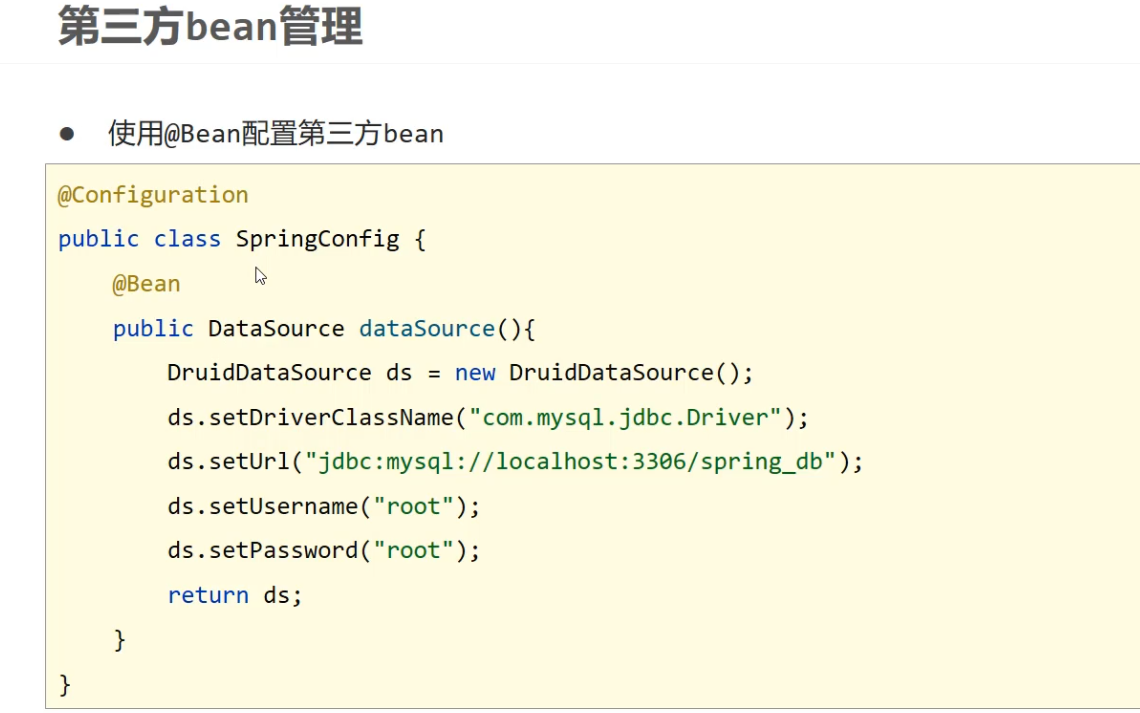 第三方bean管理
● 使用@Bean配置第三方bean
@Configuration
public class SpringConfig {
    @Bean
    public DataSource dataSource(){
        DruidDataSource ds = new DruidDataSource();
        ds.setDriverClassName("com.mysql.jdbc.Driver");
        ds.setUrl("jdbc:mysql://localhost:3306/spring_db");
        ds.setUsername("root");
        ds.setPassword("root");
        return ds;
    }
}